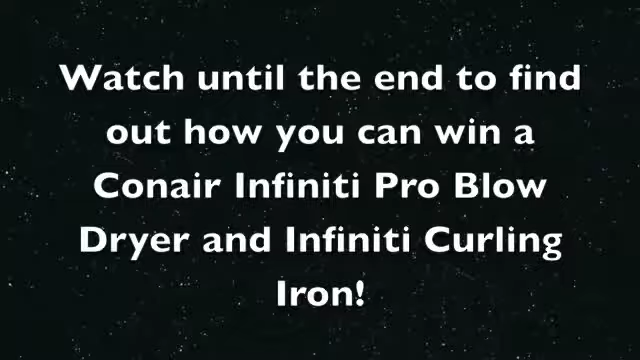 Watch until the end to find
out how you can win a
Conair Infiniti Pro Blow
Dryer and Infiniti Curling
Iron!